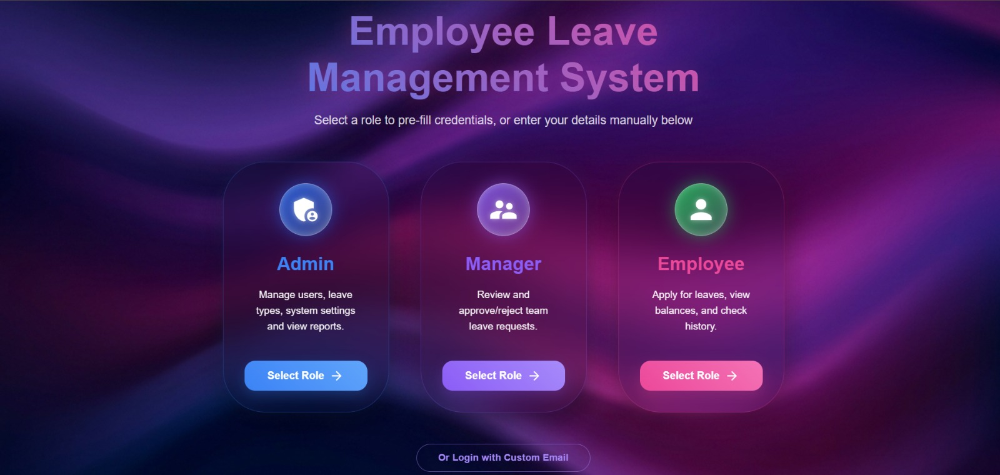 Employee Leave
Management System
Select a role to pre-fill credentials, or enter your details manually below
Admin
Manage users, leave
types, system settings
and view reports.
Select Role
Manager
Review and
approve/reject team
leave requests.
Select Role
Employee
Apply for leaves, view
balances, and check
history.
Select Role
Or Login with Custom Email